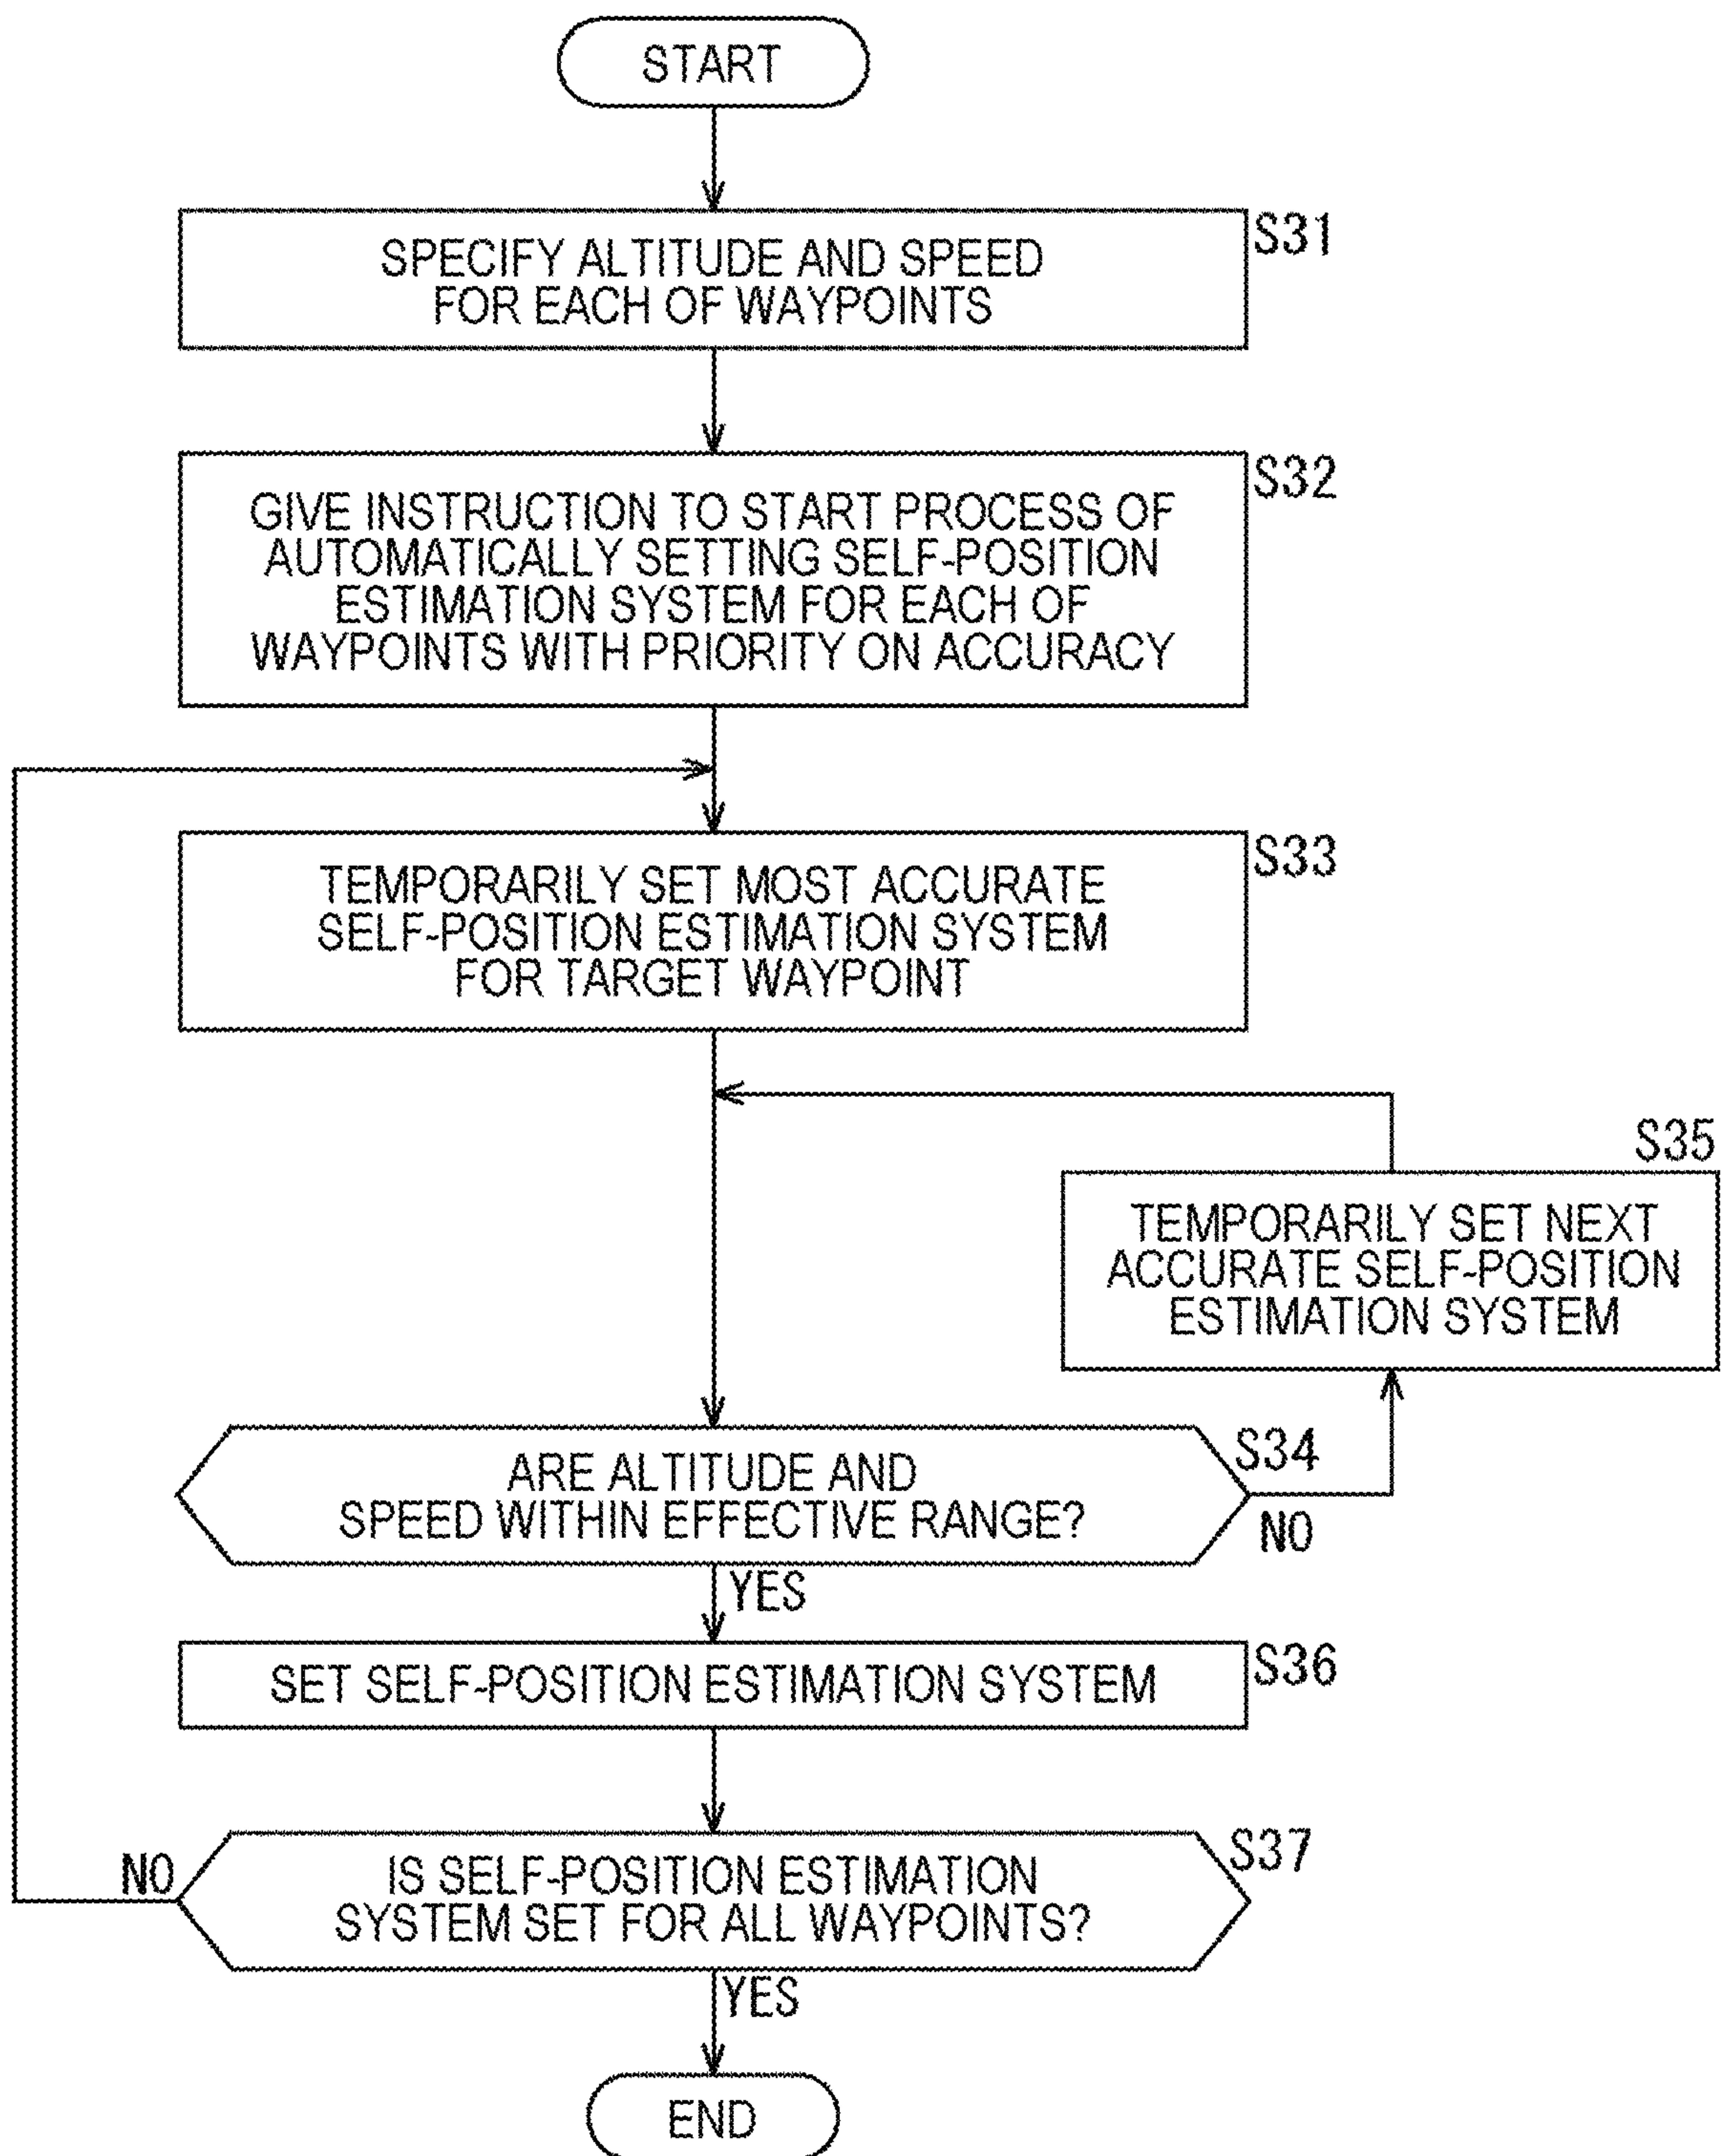 START
S31
SPECIFY ALTITUDE AND SPEED
FOR EACH OF WAYPOINTS
S32
GIVE INSTRUCTION TO START PROCESS OF
AUTOMATICALLY SETTING SELF-POSITION
ESTIMATION SYSTEM FOR EACH OF
WAYPOINTS WITH PRIORITY ON ACCURACY
S33
TEMPORARILY SET MOST ACCURATE
SELF-POSITION ESTIMATION SYSTEM
FOR TARGET WAYPOINT
S35
TEMPORARILY SET NEXT
ACCURATE SELF-POSITION
ESTIMATION SYSTEM
S34
ARE ALTITUDE AND
SPEED WITHIN EFFECTIVE RANGE?
NO
YES
S36
SET SELF-POSITION ESTIMATION SYSTEM
S37
NO
IS SELF-POSITION ESTIMATION
SYSTEM SET FOR ALL WAYPOINTS?
YES
END